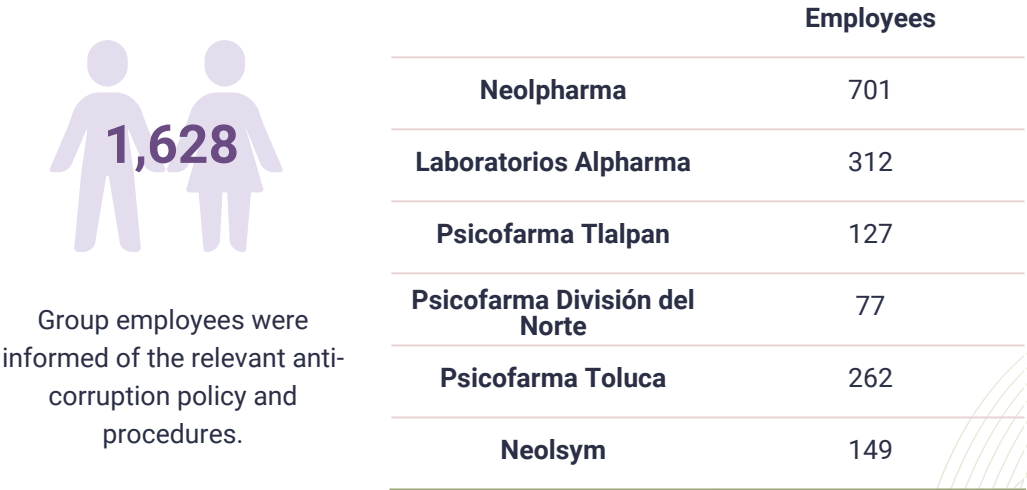 1,628
Group employees were
informed of the relevant anti-
corruption policy and
procedures.
Employees
Neolpharma 701
Laboratorios Alpharma 312
Psicofarma Tlalpan 127
Psicofarma División del
Norte 77
Psicofarma Toluca 262
Neolsym 149